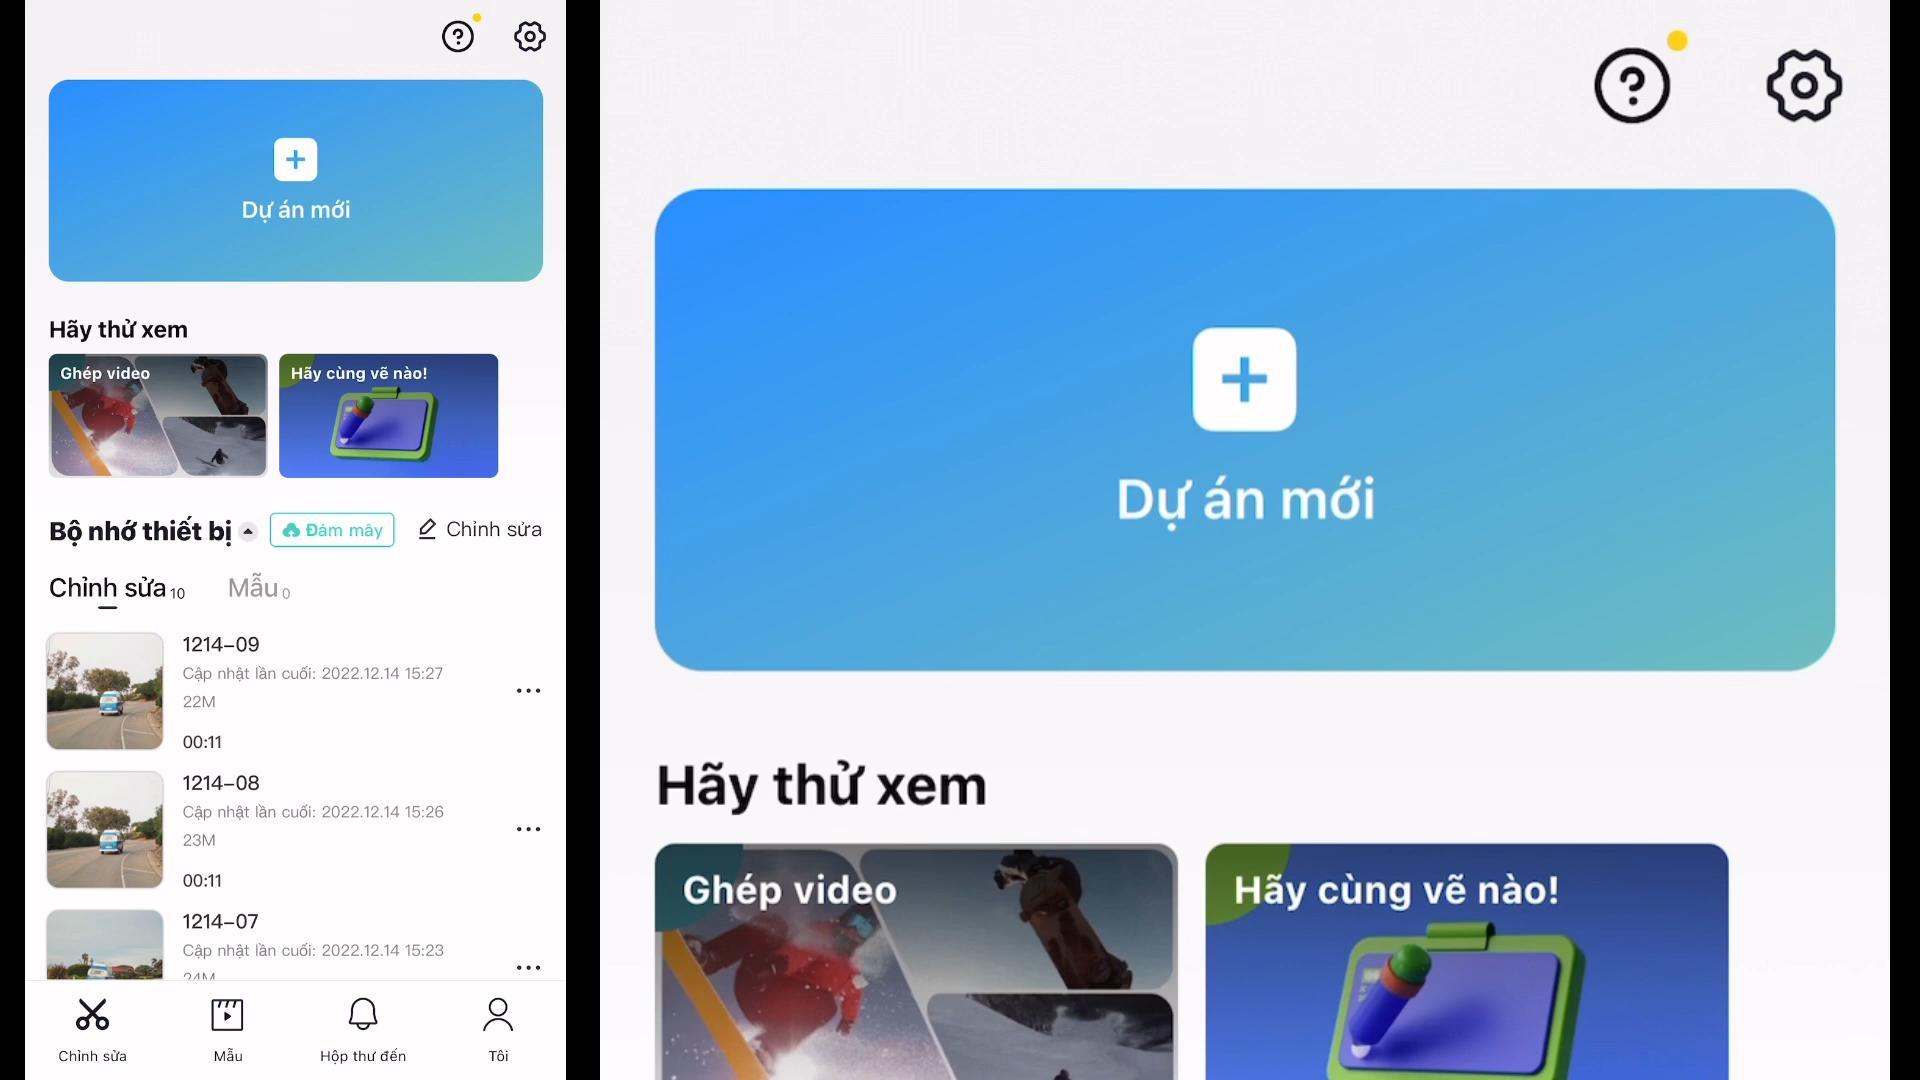 Dự án mới
Hãy thử xem
Ghép video
Hãy cùng vẽ nào!
Bộ nhớ thiết bị
Đám mây
Chỉnh sửa
Chỉnh sửa 10
Mẫu 0
1214–09
Cập nhật lần cuối: 2022.12.14 15:27
22M
00:11
1214–08
Cập nhật lần cuối: 2022.12.14 15:26
23M
00:11
1214–07
Cập nhật lần cuối: 2022.12.14 15:23
24M
Chỉnh sửa
Mẫu
Hộp thư đến
Tôi
Dự án mới
Hãy thử xem
Ghép video
Hãy cùng vẽ nào!